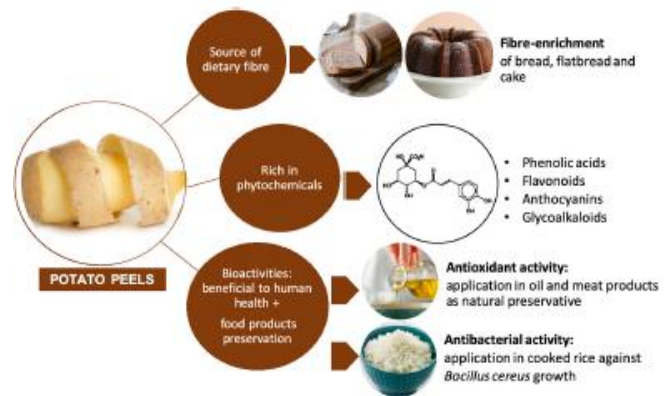 Source of
dietary fibre
Fibre-enrichment
of bread, flatbread and
cake
Rich in
phytochemicals
• Phenolic acids
• Flavonoids
• Anthocyanins
• Glycoalkaloids
POTATO PEELS
Bioactivities:
beneficial to human
health +
food products
preservation
Antioxidant activity:
application in oil and meat products
as natural preservative
Antibacterial activity:
application in cooked rice against
Bacillus cereus growth